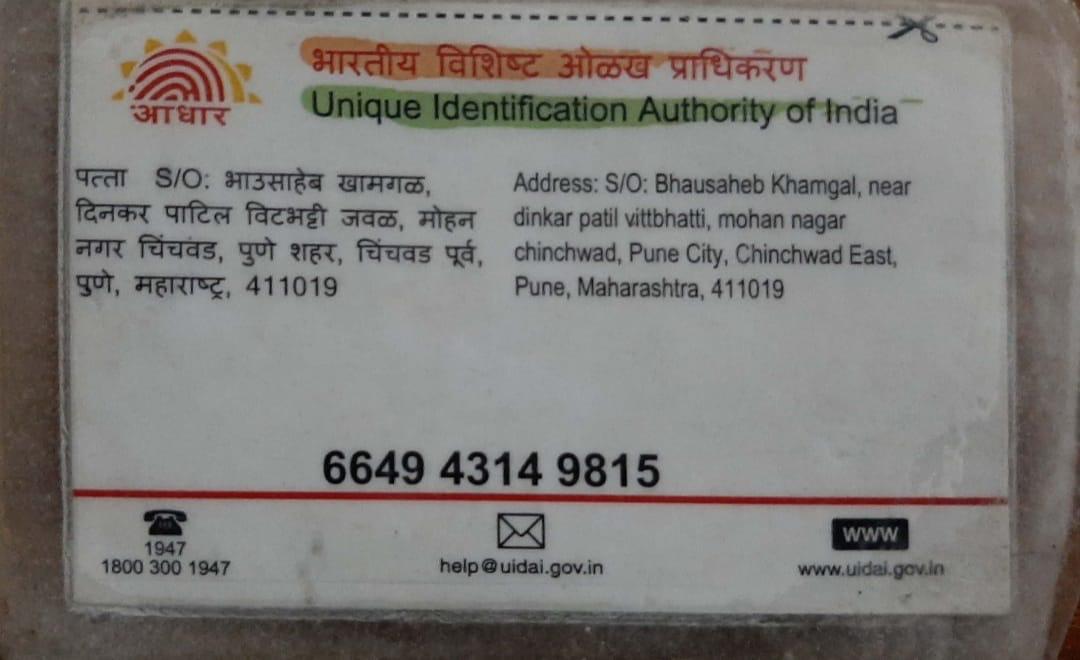 भारतीय विशिष्ट ओळख प्राधिकरण
आधार
Unique Identification Authority of India
पत्ता S/O: भाउसाहेब खामगळ,
दिनकर पाटिल विटभट्टी जवळ, मोहन
नगर चिंचवड, पुणे शहर, चिंचवड पूर्व,
पुणे, महाराष्ट्र, 411019
Address: S/O: Bhausaheb Khamgal, near
dinkar patil vittbhatti, mohan nagar
chinchwad, Pune City, Chinchwad East,
Pune, Maharashtra, 411019
6649 4314 9815
1947
1800 300 1947
help@uidai.gov.in
www
www.uidai.gov.in